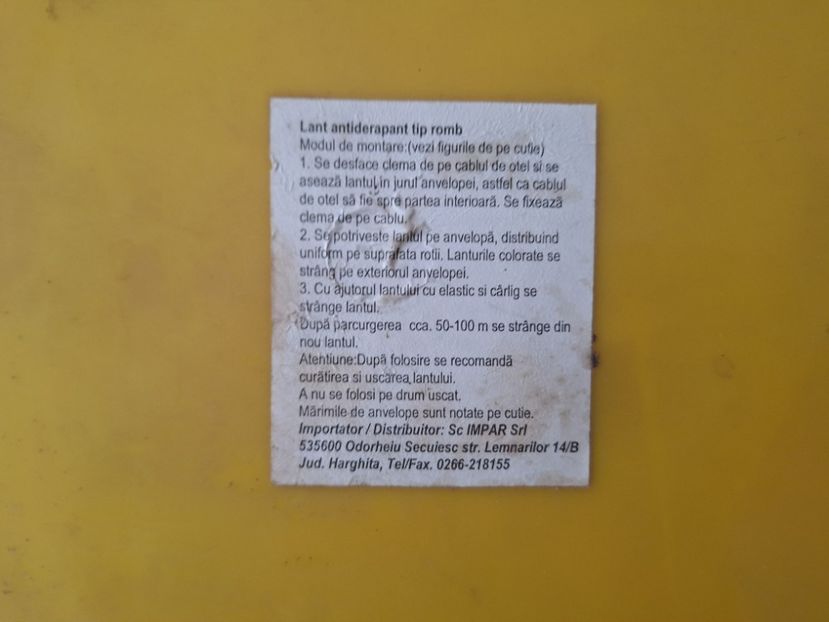 Lant antiderapant tip romb
Modul de montare:(vezi figurile de pe cutie)
1. Se desface clema de pe cablul de otel si se
asează lantul in jurul anvelopei, astfel ca cablul
de otel să fie spre partea interioară. Se fixează
clema de pe cablu.
2. Se potriveste lantul pe anvelopă, distribuind
uniform pe suprafata rotii. Lanturile colorate se
strâng pe exteriorul anvelopei.
3. Cu ajutorul lantului cu elastic si cârlig se
strânge lantul.
După parcurgerea cca. 50-100 m se strânge din
nou lantul.
Atentiune:După folosire se recomandă
curătirea si uscarea lantului.
A nu se folosi pe drum uscat.
Mărimile de anvelope sunt notate pe cutie.
Importator / Distribuitor: Sc IMPAR Srl
535600 Odorheiu Secuiesc str. Lemnarilor 14/B
Jud. Harghita, Tel/Fax. 0266-218155